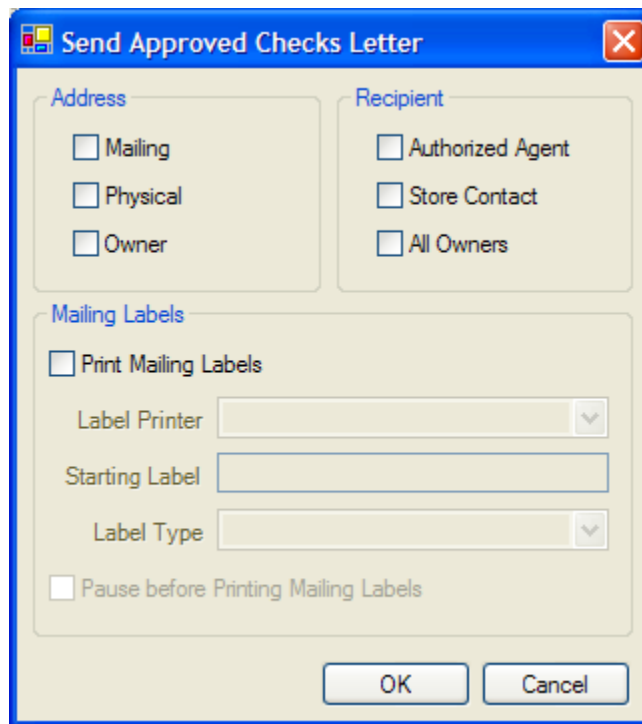 Send Approved Checks Letter
Address
Mailing
Physical
Owner
Recipient
Authorized Agent
Store Contact
All Owners
Mailing Labels
Print Mailing Labels
Label Printer
Starting Label
Label Type
Pause before Printing Mailing Labels
OK
Cancel